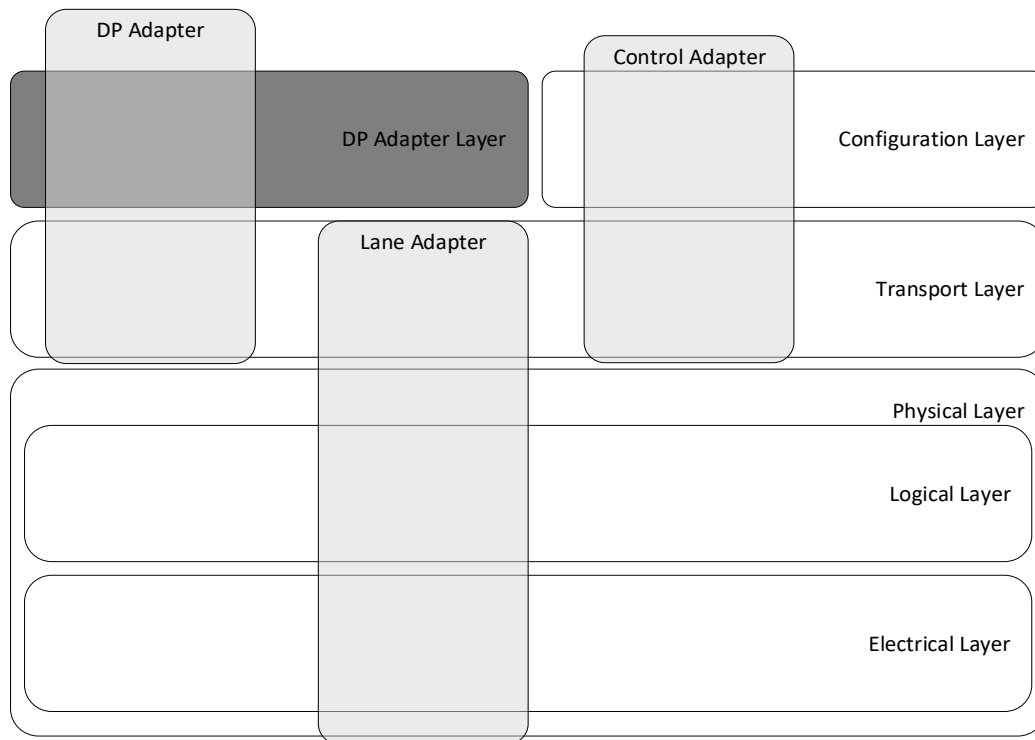 DP Adapter
Control Adapter
DP Adapter Layer
Configuration Layer
Lane Adapter
Transport Layer
Physical Layer
Logical Layer
Electrical Layer